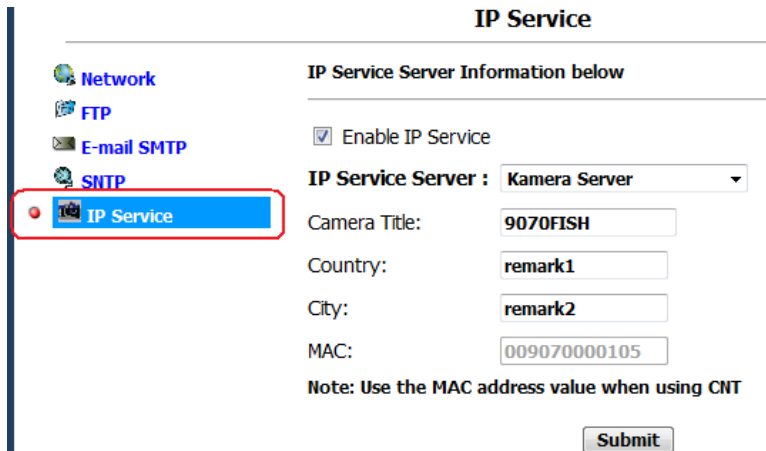 IP Service
Network
FTP
E-mail SMTP
SNTP
IP Service
IP Service Server Information below
Enable IP Service
IP Service Server : Kamera Server
Camera Title: 9070FISH
Country: remark1
City: remark2
MAC: 009070000105
Note: Use the MAC address value when using CNT
Submit